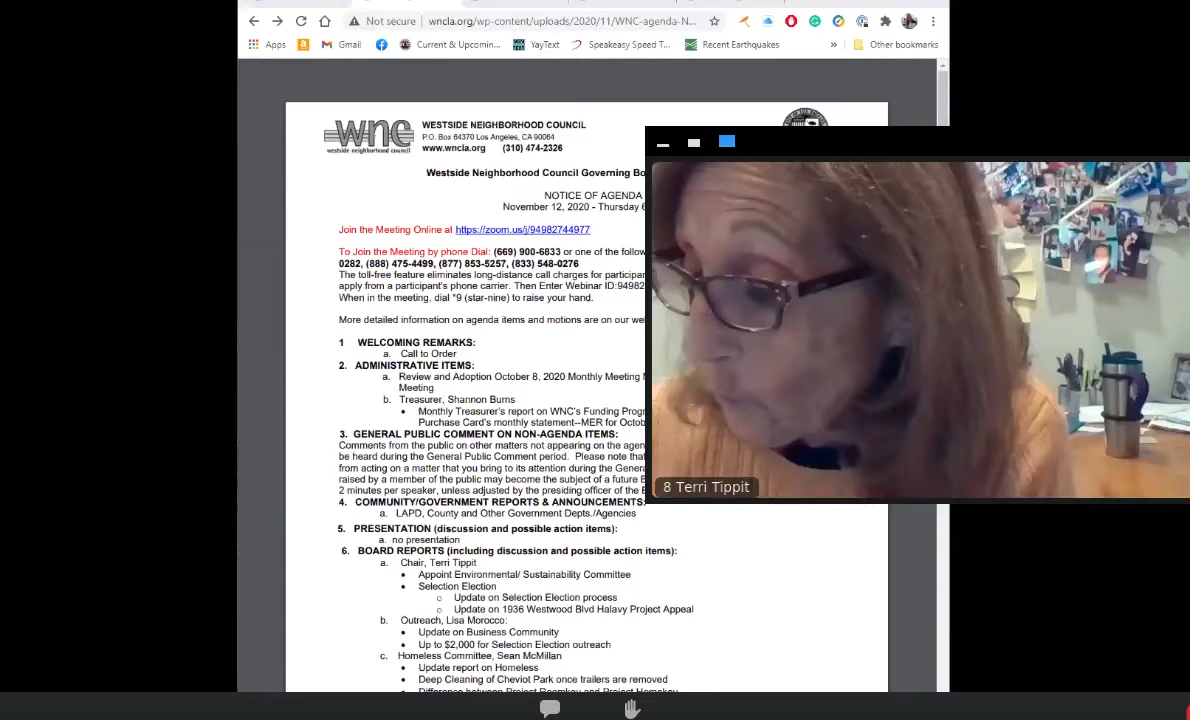 Not secure wncla.org/wp-content/uploads/2020/11/WNC-agenda-N...
Apps Gmail Current & Upcomin... YayText Speakeasy Speed T... Recent Earthquakes » Other bookmarks
wnc
westside neighborhood council
WESTSIDE NEIGHBORHOOD COUNCIL
P.O. Box 64370 Los Angeles, CA 90064
www.wncla.org (310) 474-2326
Westside Neighborhood Council Governing Bo
NOTICE OF AGENDA
November 12, 2020 - Thursday 6
Join the Meeting Online at https://zoom.us/j/94982744977
To Join the Meeting by phone Dial: (669) 900-6833 or one of the follow
0282, (888) 475-4499, (877) 853-5257, (833) 548-0276
The toll-free feature eliminates long-distance call charges for participan
apply from a participant's phone carrier. Then Enter Webinar ID:94982
When in the meeting, dial *9 (star-nine) to raise your hand.
More detailed information on agenda items and motions are on our we
1 WELCOMING REMARKS:
a. Call to Order
2. ADMINISTRATIVE ITEMS:
a. Review and Adoption October 8, 2020 Monthly Meeting
Meeting
b. Treasurer, Shannon Burns
• Monthly Treasurer's report on WNC's Funding Progr
Purchase Card's monthly statement--MER for Octob
3. GENERAL PUBLIC COMMENT ON NON-AGENDA ITEMS:
Comments from the public on other matters not appearing on the agen
be heard during the General Public Comment period. Please note that
from acting on a matter that you bring to its attention during the Genera
raised by a member of the public may become the subject of a future B
2 minutes per speaker, unless adjusted by the presiding officer of the B
4. COMMUNITY/GOVERNMENT REPORTS & ANNOUNCEMENTS:
a. LAPD, County and Other Government Depts./Agencies
5. PRESENTATION (discussion and possible action items):
a. no presentation
6. BOARD REPORTS (including discussion and possible action items):
a. Chair, Terri Tippit
• Appoint Environmental/ Sustainability Committee
• Selection Election
o Update on Selection Election process
o Update on 1936 Westwood Blvd Halavy Project Appeal
b. Outreach, Lisa Morocco:
• Update on Business Community
• Up to $2,000 for Selection Election outreach
c. Homeless Committee, Sean McMillan
• Update report on Homeless
• Deep Cleaning of Cheviot Park once trailers are removed
• Difference between Project Roomkey and Project Homekey
8 Terri Tippit